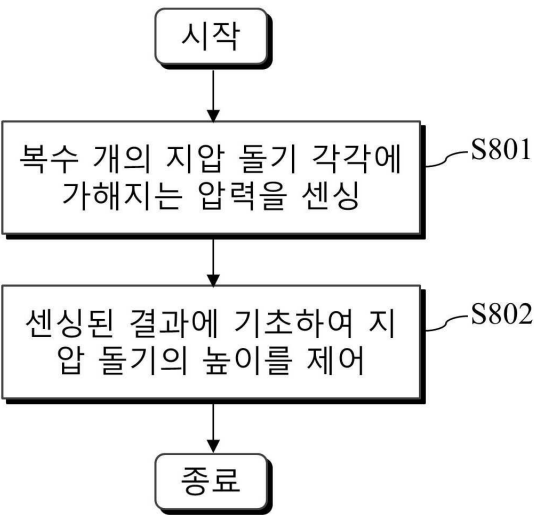 시작
복수 개의 지압 돌기 각각에
가해지는 압력을 센싱
S801
센싱된 결과에 기초하여 지
압 돌기의 높이를 제어
S802
종료